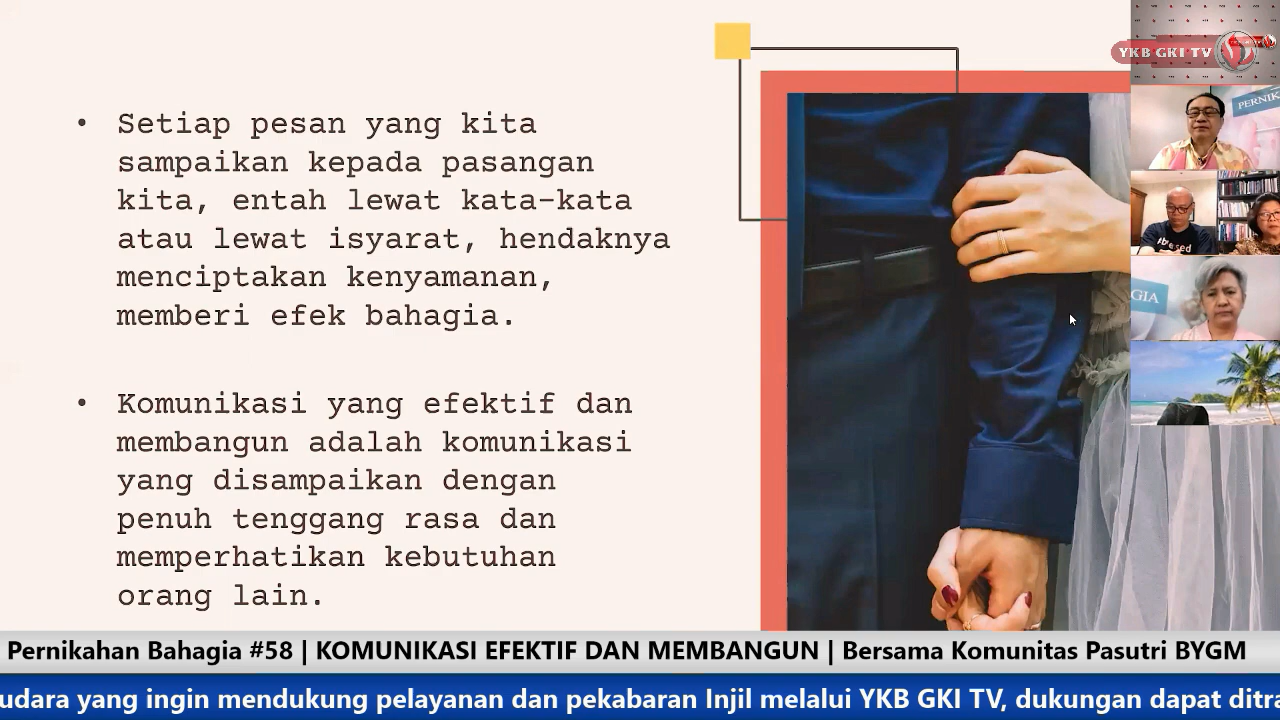 YKB GKI TV
• Setiap pesan yang kita
sampaikan kepada pasangan
kita, entah lewat kata-kata
atau lewat isyarat, hendaknya
menciptakan kenyamanan,
memberi efek bahagia.
• Komunikasi yang efektif dan
membangun adalah komunikasi
yang disampaikan dengan
penuh tenggang rasa dan
memperhatikan kebutuhan
orang lain.
PERNIK
GIA
Pernikahan Bahagia #58 | KOMUNIKASI EFEKTIF DAN MEMBANGUN | Bersama Komunitas Pasutri BYGM
udara yang ingin mendukung pelayanan dan pekabaran Injil melalui YKB GKI TV, dukungan dapat ditra